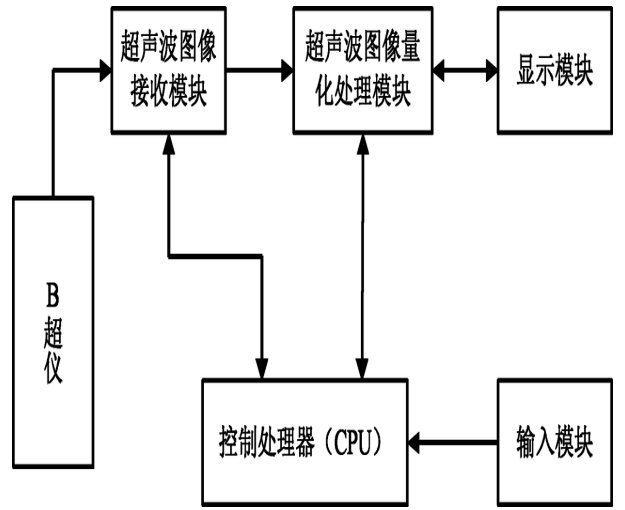 超声波图像
接收模块
超声波图像量
化处理模块
显示模块
B
超
仪
控制处理器（CPU）
输入模块